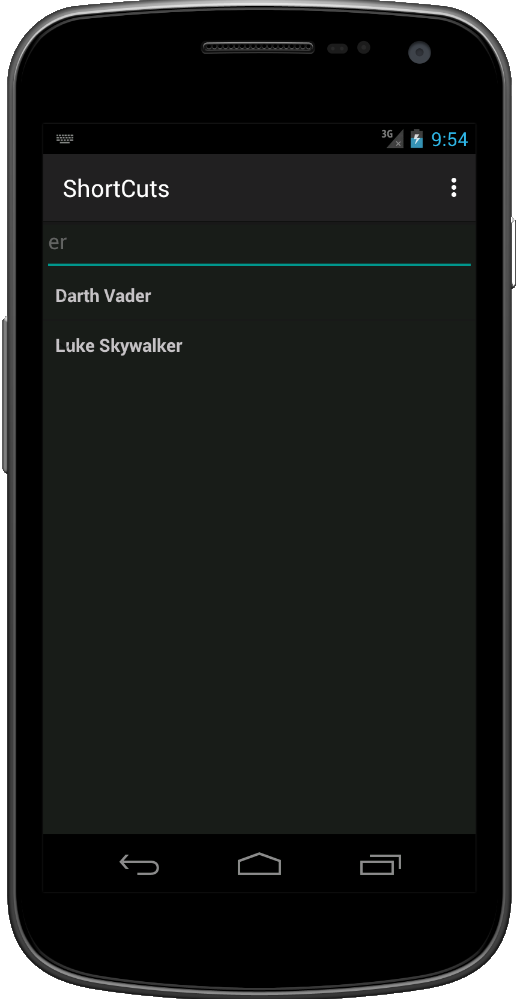 3G 9:54
ShortCuts
er
Darth Vader
Luke Skywalker